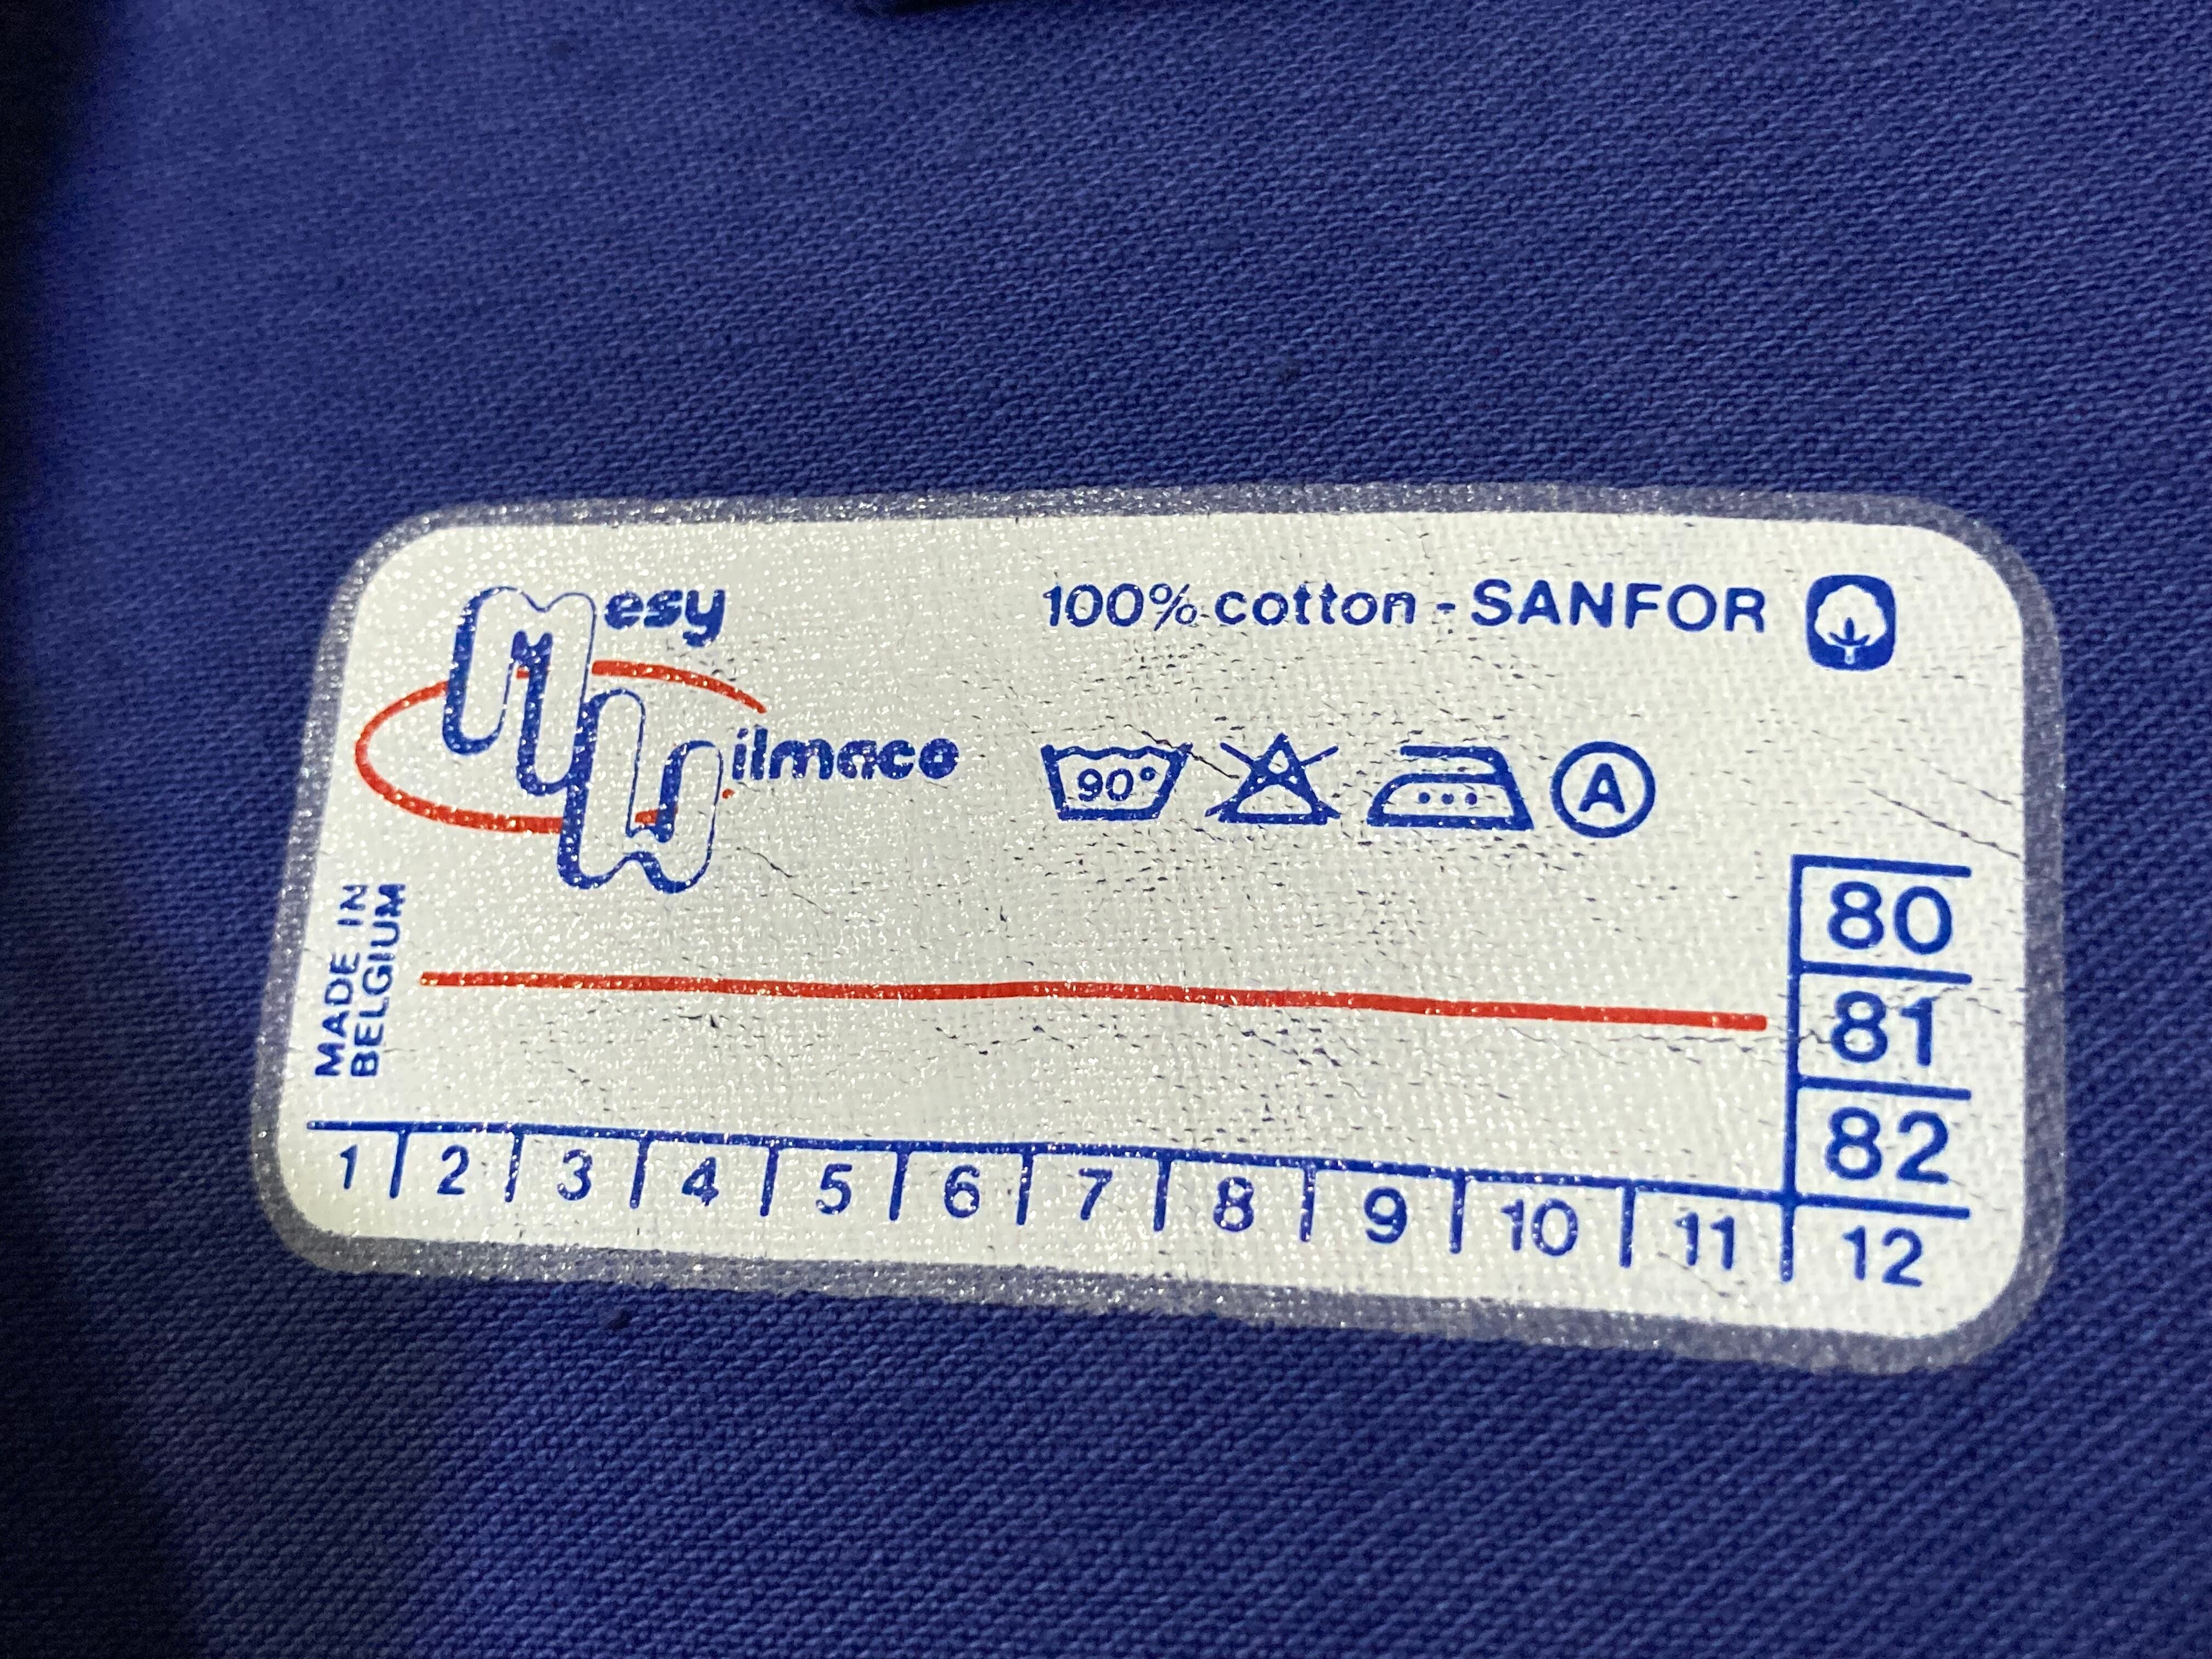 Mesy
Wilmaco
100% cotton - SANFOR
90°
A
MADE IN
BELGIUM
80
81
82
1 2 3 4 5 6 7 8 9 10 11 12